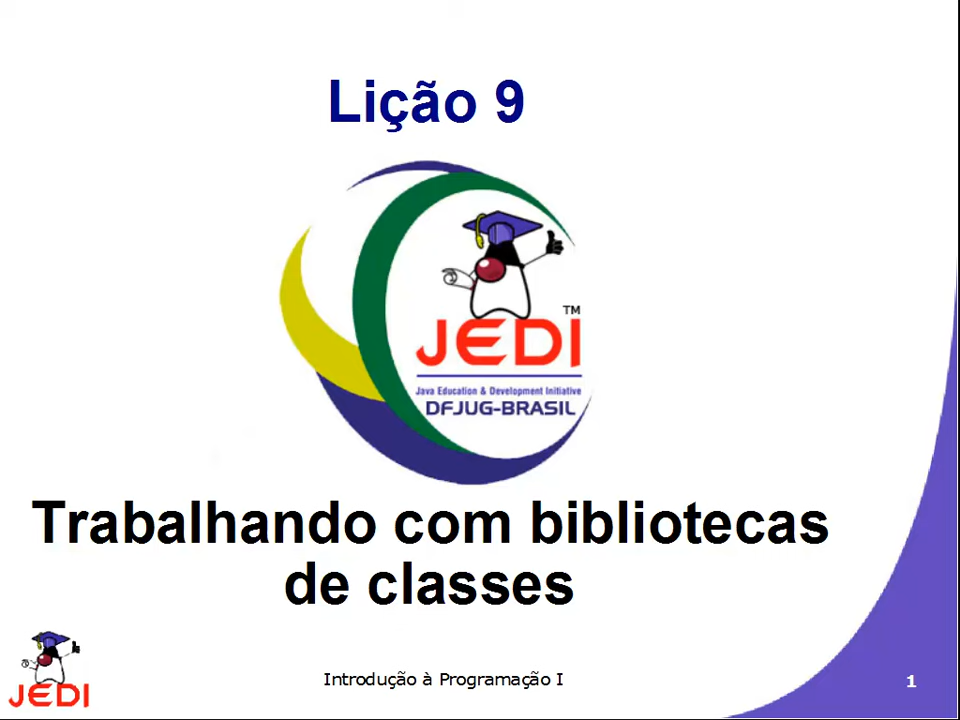 Lição 9
TM
JEDI
Java Education & Development Initiative
DFJUG-BRASIL
Trabalhando com bibliotecas
de classes
JEDI
Introdução à Programação I
1